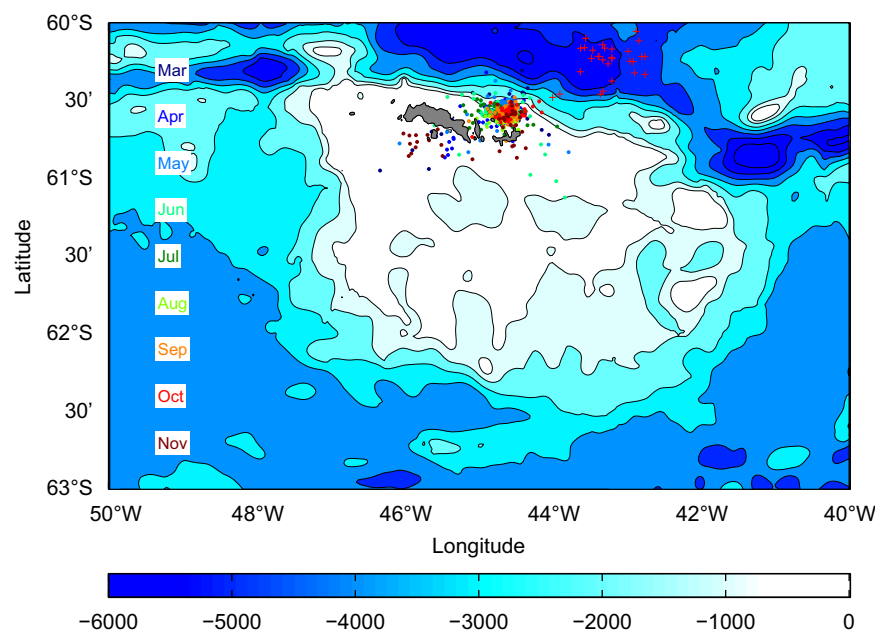 60°S
Mar
30'
Apr
May
61°S
Jun
Latitude
30'
Jul
Aug
62°S
Sep
Oct
30'
Nov
63°S
50°W 48°W 46°W 44°W 42°W 40°W
Longitude
−6000 −5000 −4000 −3000 −2000 −1000 0